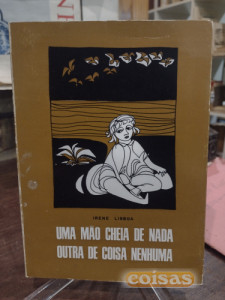 IRENE LISBOA
UMA MÃO CHEIA DE NADA
OUTRA DE COISA NENHUMA
coisas